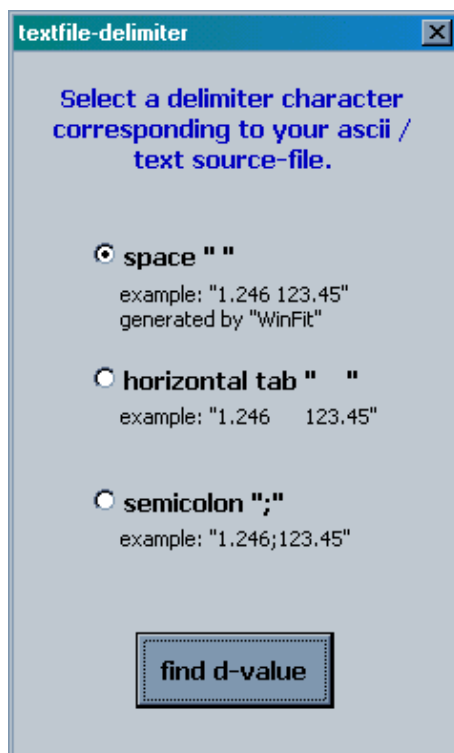 textfile-delimiter
Select a delimiter character
corresponding to your ascii /
text source-file.
space " "
example: "1.246 123.45"
generated by "WinFit"
horizontal tab "    "
example: "1.246     123.45"
semicolon ";"
example: "1.246;123.45"
find d-value